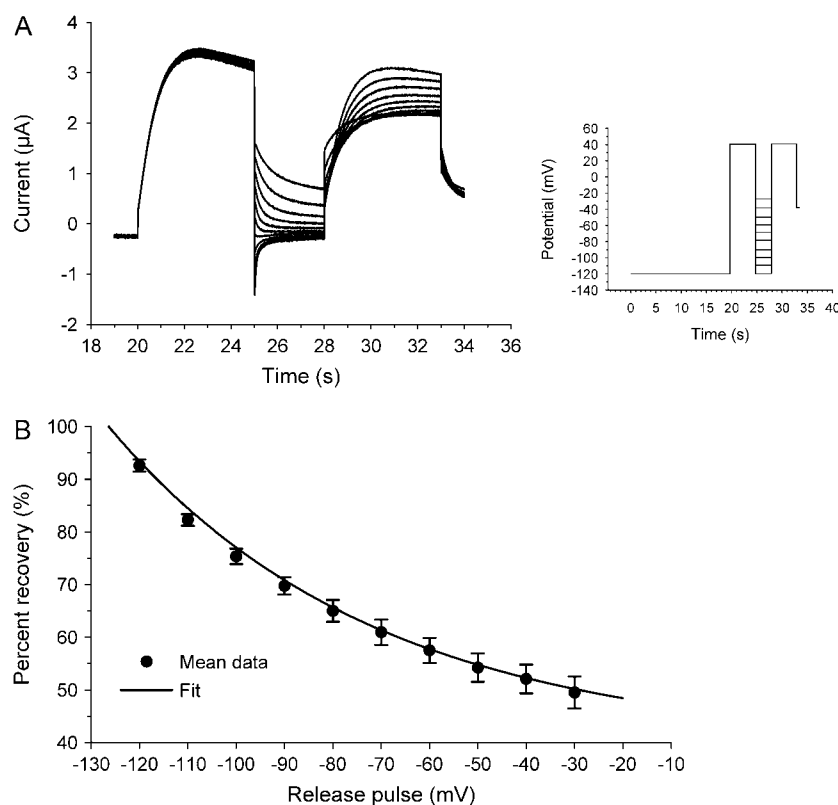 A
Current (µA)
4
3
2
1
0
-1
-2
18 20 22 24 26 28 30 32 34 36
Time (s)
Potential (mV)
60
40
20
0
-20
-40
-60
-80
-100
-120
-140
0 5 10 15 20 25 30 35 40
Time (s)
B
Percent recovery (%)
100
90
80
70
60
50
40
Mean data
Fit
-130 -120 -110 -100 -90 -80 -70 -60 -50 -40 -30 -20 -10
Release pulse (mV)